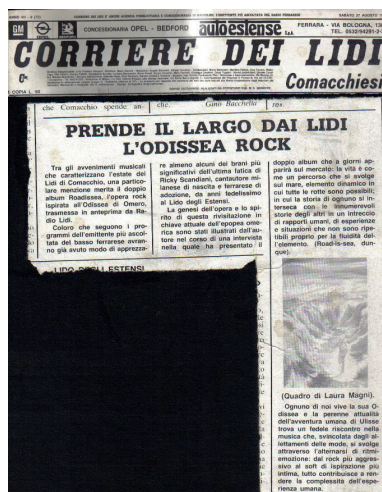 GM
OPEL
CONCESSIONARIA OPEL - BEDFORD
autoestense s.a.s.
FERRARA - VIA BOLOGNA,
TEL. 0532/94291-2
SABATO 27 AGOSTO
CORRIERE DEI LIDI
Comacchiesi
COPIA L. 50
che Comacchio spende an-
che.
Gino Bacchella
tos.
PRENDE IL LARGO DAI LIDI
L'ODISSEA ROCK
Tra gli avvenimenti musicali
che caratterizzano l'estate dei
Lidi di Comacchio, una partico-
lare menzione merita il doppio
album Roadissea, l'opera rock
ispirata all'Odissea di Omero,
trasmessa in anteprima da Ra-
dio Lidi.
Coloro che seguono i pro-
grammi dell'emittente più ascol-
tata del basso ferrarese avran-
no già avuto modo di apprezza-
re almeno alcuni dei brani più
significativi dell'ultima fatica di
Ricky Scandiani, cantautore mi-
lanese di nascita e ferrarese di
adozione, da anni fedelissimo
al Lido degli Estensi.
La genesi dell'opera e lo spi-
rito di questa rivisitazione in
chiave attuale dell'epopea ome-
rica sono stati illustrati dall'au-
tore nel corso di una intervista
nella quale ha presentato il
doppio album che a giorni ap-
parirà sul mercato: la vita è co-
me un percorso che si svolge
sul mare, elemento dinamico in
cui tutte le rotte sono possibili;
in cui la storia di ognuno si in-
terseca con le innumerevoli
storie degli altri in un intreccio
di rapporti umani, di esperienze
e situazioni che non sono ripe-
tibili proprio per la fluidità del-
l'elemento. (Road-is-sea, dun-
que).
LIDO DEGLI ESTENSI
(Quadro di Laura Magni).
Ognuno di noi vive la sua O-
dissea e la perenne attualità
dell'avventura umana di Ulisse
trova un fedele riscontro nella
musica che, svincolata dagli al-
lettamenti delle mode, si svolge
attraverso l'alternarsi di ritmi-
emozione: dal rock più aggres-
sivo al soft di ispirazione più
intima, tutto contribuisce a ren-
dere la complessità dell'espe-
rienza umana.